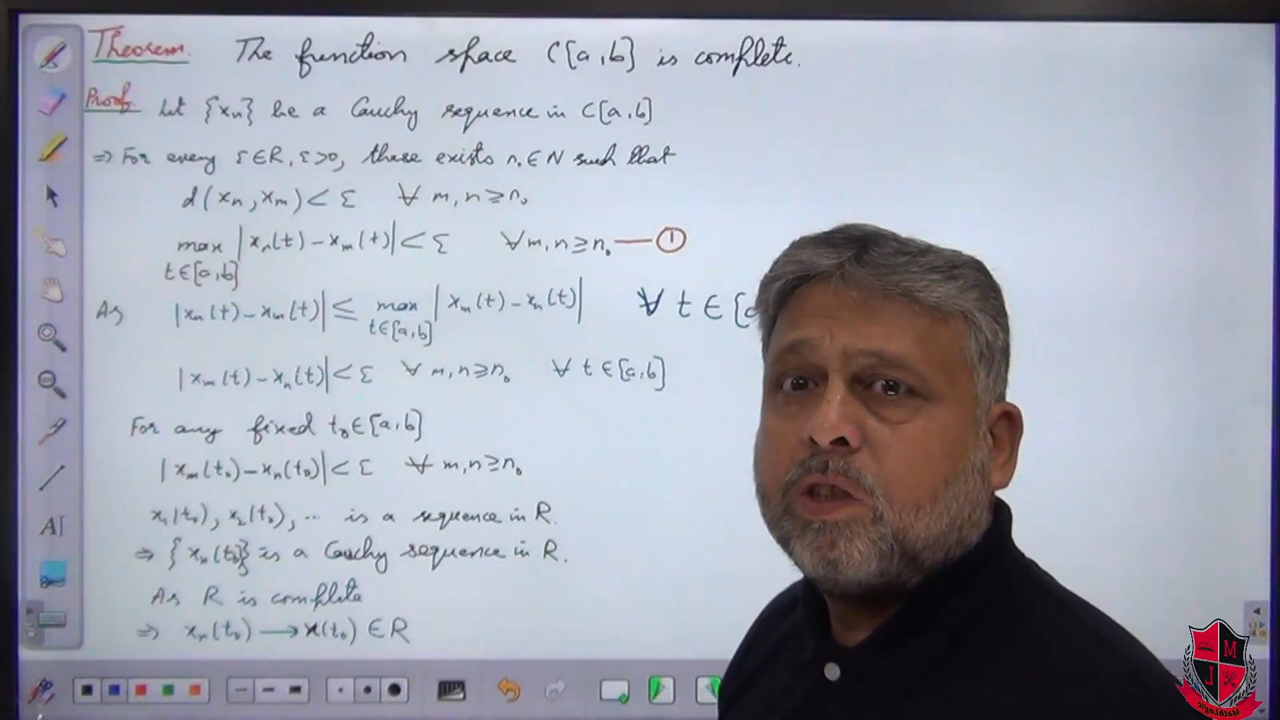 Theorem. The function space C[a,b] is complete.
Proof Let {xₙ} be a Cauchy sequence in C[a,b]
⇒ For every ε∈R, ε>0, there exists n₀∈N such that
d(xₙ, xₘ) < ε ∀ m,n ≥ n₀
max |xₙ(t) − xₘ(t)| < ε ∀ m,n ≥ n₀ — ①
t∈[a,b]
As |xₘ(t) − xₙ(t)| ≤ max |xₘ(t) − xₙ(t)| ∀ t ∈ [a
t∈[a,b]
|xₘ(t) − xₙ(t)| < ε ∀ m,n ≥ n₀ ∀ t ∈ [a,b]
For any fixed t₀∈[a,b]
|xₘ(t₀) − xₙ(t₀)| < ε ∀ m,n ≥ n₀
x₁(t₀), x₂(t₀), ... is a sequence in R.
⇒ {xₙ(t₀)} is a Cauchy sequence in R.
As R is complete
⇒ xₙ(t₀) → x(t₀) ∈ R
A
M
J
MathLogic